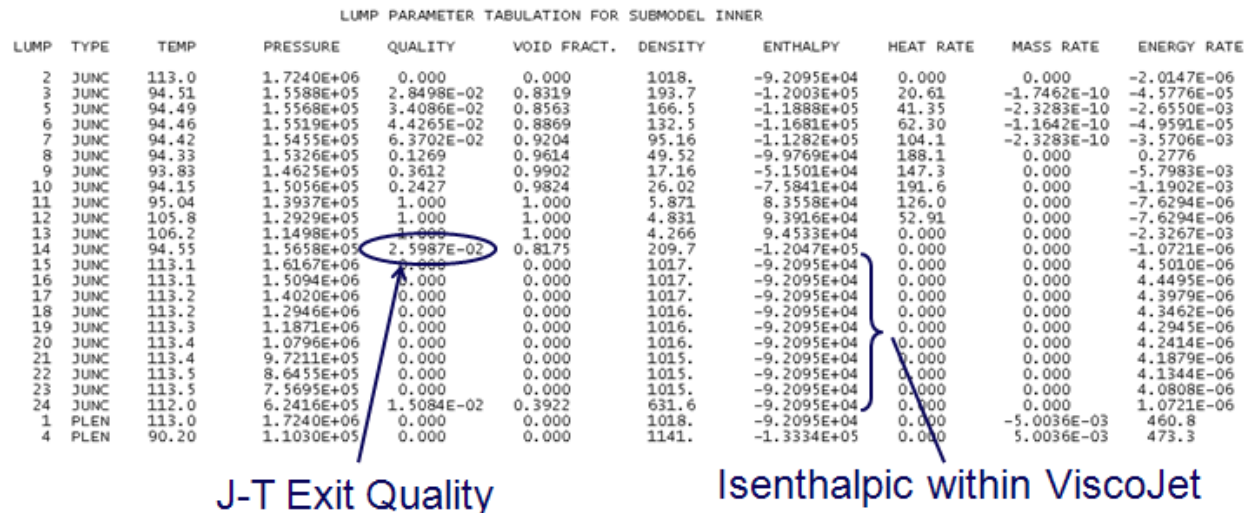 LUMP PARAMETER TABULATION FOR SUBMODEL INNER
LUMP TYPE TEMP PRESSURE QUALITY VOID FRACT. DENSITY ENTHALPY HEAT RATE MASS RATE ENERGY RATE
2 JUNC 113.0 1.7240E+06 0.000 0.000 1018. -9.2095E+04 0.000 0.000 -2.0147E-06
3 JUNC 94.51 1.5588E+05 2.8498E-02 0.8319 193.7 -1.2003E+05 20.61 -1.7462E-10 -4.5776E-05
5 JUNC 94.49 1.5568E+05 3.4086E-02 0.8563 166.5 -1.1888E+05 41.35 -2.3283E-10 -2.6550E-03
6 JUNC 94.46 1.5519E+05 4.4265E-02 0.8869 132.5 -1.1681E+05 62.30 -1.1642E-10 -4.9591E-05
7 JUNC 94.42 1.5455E+05 6.3702E-02 0.9204 95.16 -1.1282E+05 104.1 -2.3283E-10 -3.5706E-03
8 JUNC 94.33 1.5326E+05 0.1269 0.9614 49.52 -9.9769E+04 188.1 0.000 0.2776
9 JUNC 93.83 1.4625E+05 0.3612 0.9902 17.16 -5.1501E+04 147.3 0.000 -5.7983E-03
10 JUNC 94.15 1.5056E+05 0.2427 0.9824 26.02 -7.5841E+04 191.6 0.000 -1.1902E-03
11 JUNC 95.04 1.3937E+05 1.000 1.000 5.871 8.3558E+04 126.0 0.000 -7.6294E-06
12 JUNC 105.8 1.2929E+05 1.000 1.000 4.831 9.3916E+04 52.91 0.000 -7.6294E-06
13 JUNC 106.2 1.1498E+05 1.000 1.000 4.266 9.4533E+04 0.000 0.000 -2.3267E-03
14 JUNC 94.55 1.5658E+05 2.5987E-02 0.8175 209.7 -1.2047E+05 0.000 0.000 -1.0721E-06
15 JUNC 113.1 1.6167E+06 0.000 0.000 1017. -9.2095E+04 0.000 0.000 4.5010E-06
16 JUNC 113.1 1.5094E+06 0.000 0.000 1017. -9.2095E+04 0.000 0.000 4.4495E-06
17 JUNC 113.2 1.4020E+06 0.000 0.000 1017. -9.2095E+04 0.000 0.000 4.3979E-06
18 JUNC 113.2 1.2946E+06 0.000 0.000 1016. -9.2095E+04 0.000 0.000 4.3462E-06
19 JUNC 113.3 1.1871E+06 0.000 0.000 1016. -9.2095E+04 0.000 0.000 4.2945E-06
20 JUNC 113.4 1.0796E+06 0.000 0.000 1016. -9.2095E+04 0.000 0.000 4.2414E-06
21 JUNC 113.4 9.7211E+05 0.000 0.000 1015. -9.2095E+04 0.000 0.000 4.1879E-06
22 JUNC 113.5 8.6455E+05 0.000 0.000 1015. -9.2095E+04 0.000 0.000 4.1344E-06
23 JUNC 113.5 7.5695E+05 0.000 0.000 1015. -9.2095E+04 0.000 0.000 4.0808E-06
24 JUNC 112.0 6.2416E+05 1.5084E-02 0.3922 631.6 -9.2095E+04 0.000 0.000 1.0721E-06
1 PLEN 113.0 1.7240E+06 0.000 0.000 1018. -9.2095E+04 0.000 -5.0036E-03 460.8
4 PLEN 90.20 1.1030E+05 0.000 0.000 1141. -1.3334E+05 0.000 5.0036E-03 473.3
J-T Exit Quality
Isenthalpic within ViscoJet